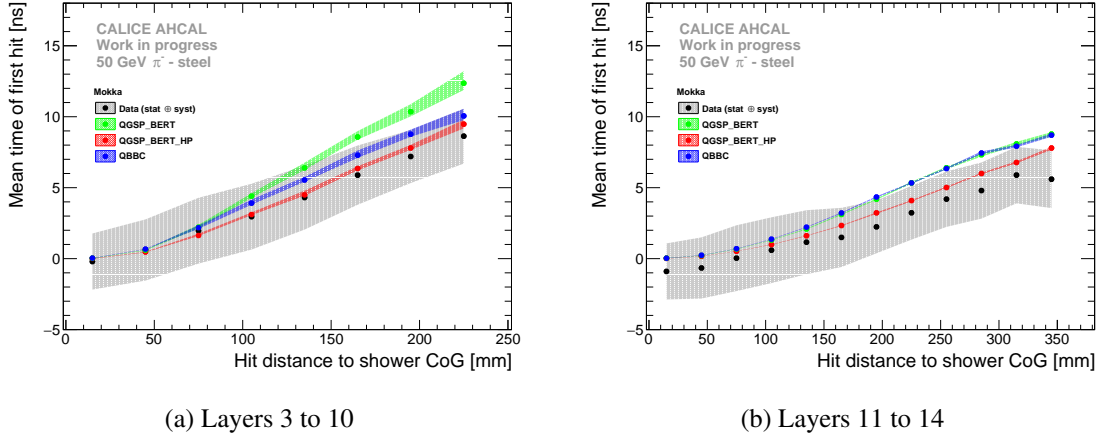 Mean time of first hit [ns]
15
10
5
0
−5
CALICE AHCAL
Work in progress
50 GeV π- - steel
Mokka
Data (stat ⊕ syst)
QGSP_BERT
QGSP_BERT_HP
QBBC
0 50 100 150 200 250
Hit distance to shower CoG [mm]
(a) Layers 3 to 10
Mean time of first hit [ns]
15
10
5
0
−5
CALICE AHCAL
Work in progress
50 GeV π- - steel
Mokka
Data (stat ⊕ syst)
QGSP_BERT
QGSP_BERT_HP
QBBC
0 50 100 150 200 250 300 350
Hit distance to shower CoG [mm]
(b) Layers 11 to 14